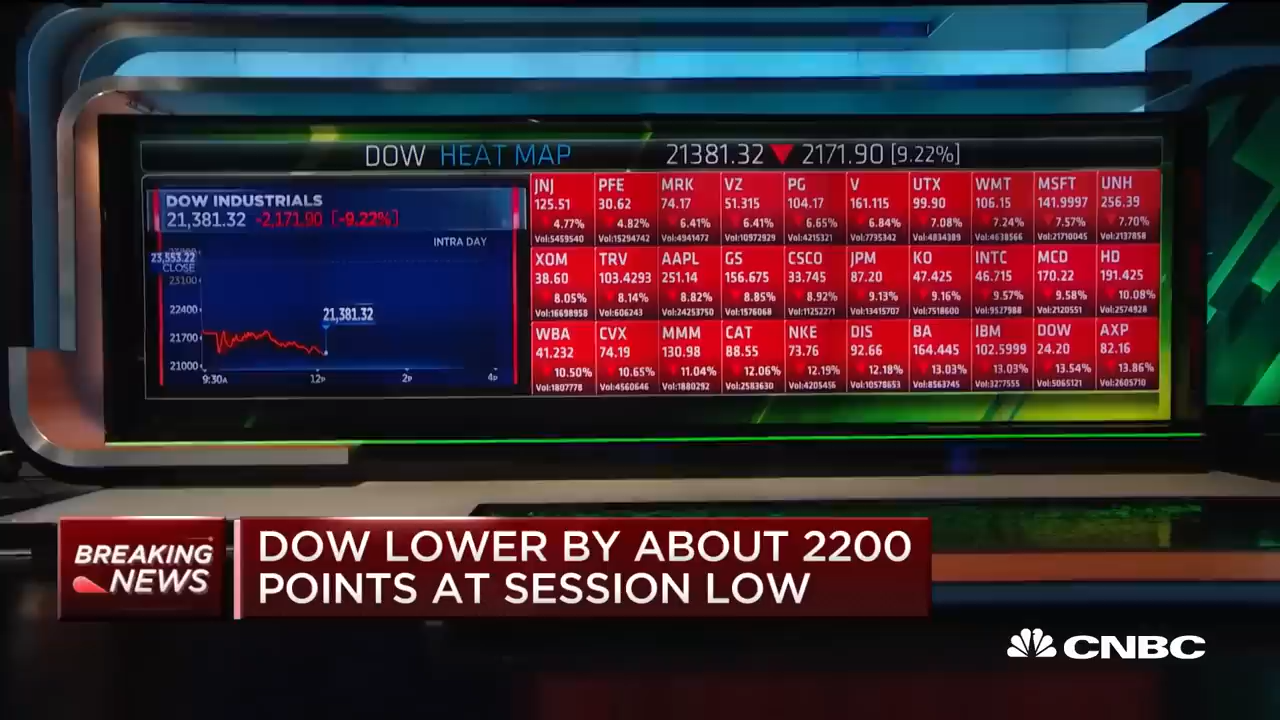 DOW HEAT MAP 21381.32 ▼ 2171.90 [9.22%]
DOW INDUSTRIALS
21,381.32 -2,171.90 [-9.22%]
INTRA DAY
23,553.22
CLOSE
23100
22400
21700
21000
21,381.32
9:30A 12P 2P 4P
JNJ PFE MRK VZ PG V UTX WMT MSFT UNH
125.51 30.62 74.17 51.315 104.17 161.115 99.90 106.15 141.9997 256.39
4.77% 4.82% 6.41% 6.41% 6.65% 6.84% 7.08% 7.24% 7.57% 7.70%
Vol:5459540 Vol:15294742 Vol:4941472 Vol:10972929 Vol:4215321 Vol:7735342 Vol:4834389 Vol:4638566 Vol:21710045 Vol:2137858
XOM TRV AAPL GS CSCO JPM KO INTC MCD HD
38.60 103.4293 251.14 156.675 33.745 87.20 47.425 46.715 170.22 191.425
8.05% 8.14% 8.82% 8.85% 8.92% 9.13% 9.16% 9.57% 9.58% 10.08%
Vol:16698958 Vol:606243 Vol:24253750 Vol:1576068 Vol:11252271 Vol:13415707 Vol:7518600 Vol:9527988 Vol:2120551 Vol:2574928
WBA CVX MMM CAT NKE DIS BA IBM DOW AXP
41.232 74.19 130.98 88.55 73.76 92.66 164.445 102.5999 24.20 82.16
10.50% 10.65% 11.04% 12.06% 12.19% 12.18% 13.03% 13.03% 13.54% 13.86%
Vol:1807778 Vol:4560646 Vol:1880292 Vol:2583630 Vol:4205456 Vol:10578653 Vol:8563745 Vol:3277555 Vol:5065121 Vol:2605710
BREAKING
NEWS
DOW LOWER BY ABOUT 2200
POINTS AT SESSION LOW
CNBC